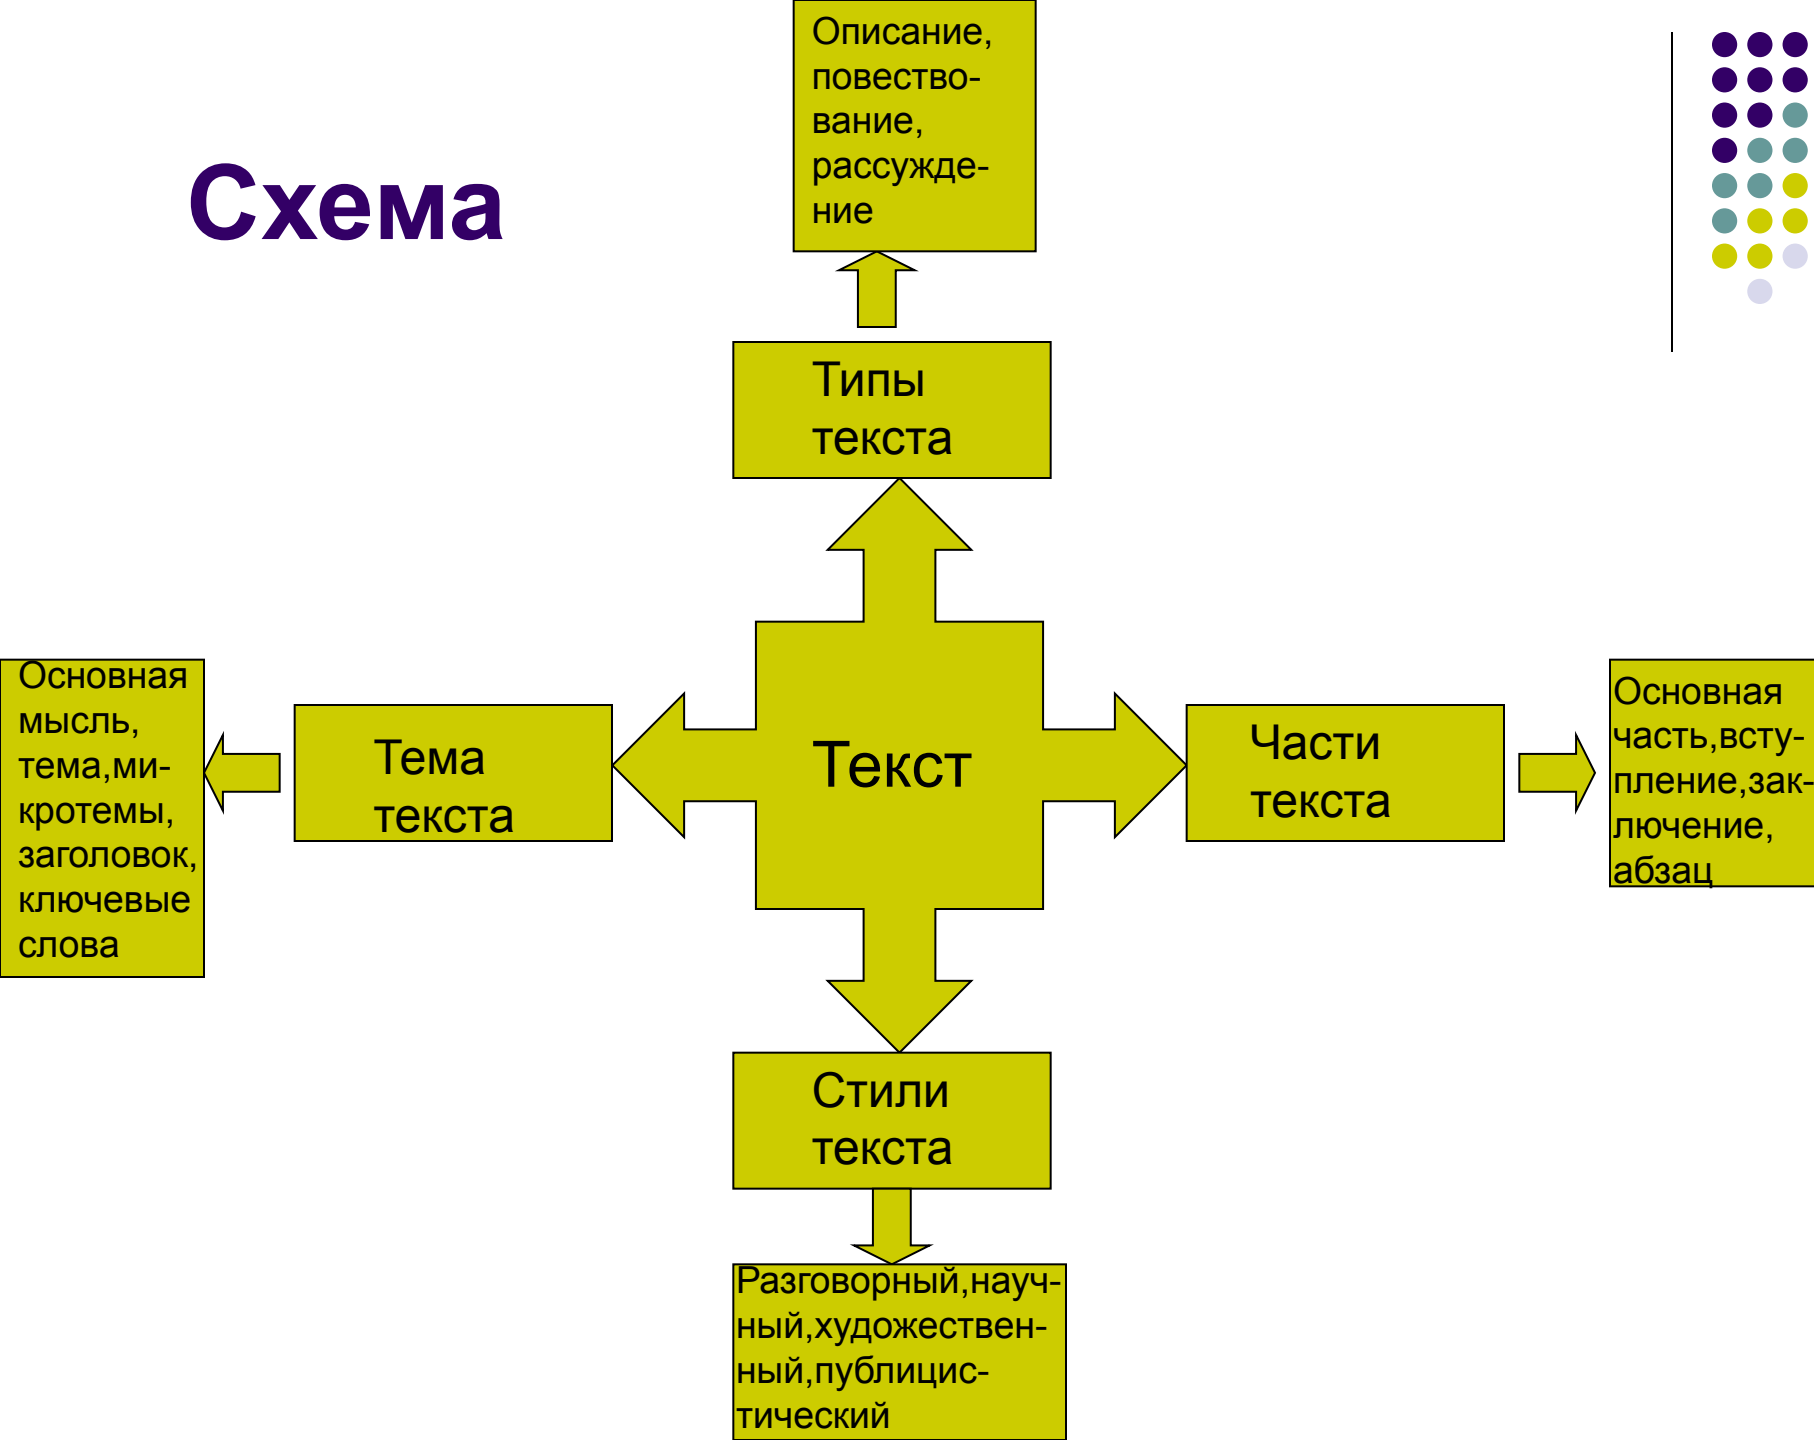 Схема
Описание,
повество-
вание,
рассужде-
ние
Типы
текста
Основная
мысль,
тема,ми-
кротемы,
заголовок,
ключевые
слова
Тема
текста
Текст
Части
текста
Основная
часть,всту-
пление,зак-
лючение,
абзац
Стили
текста
Разговорный,науч-
ный,художествен-
ный,публицис-
тический